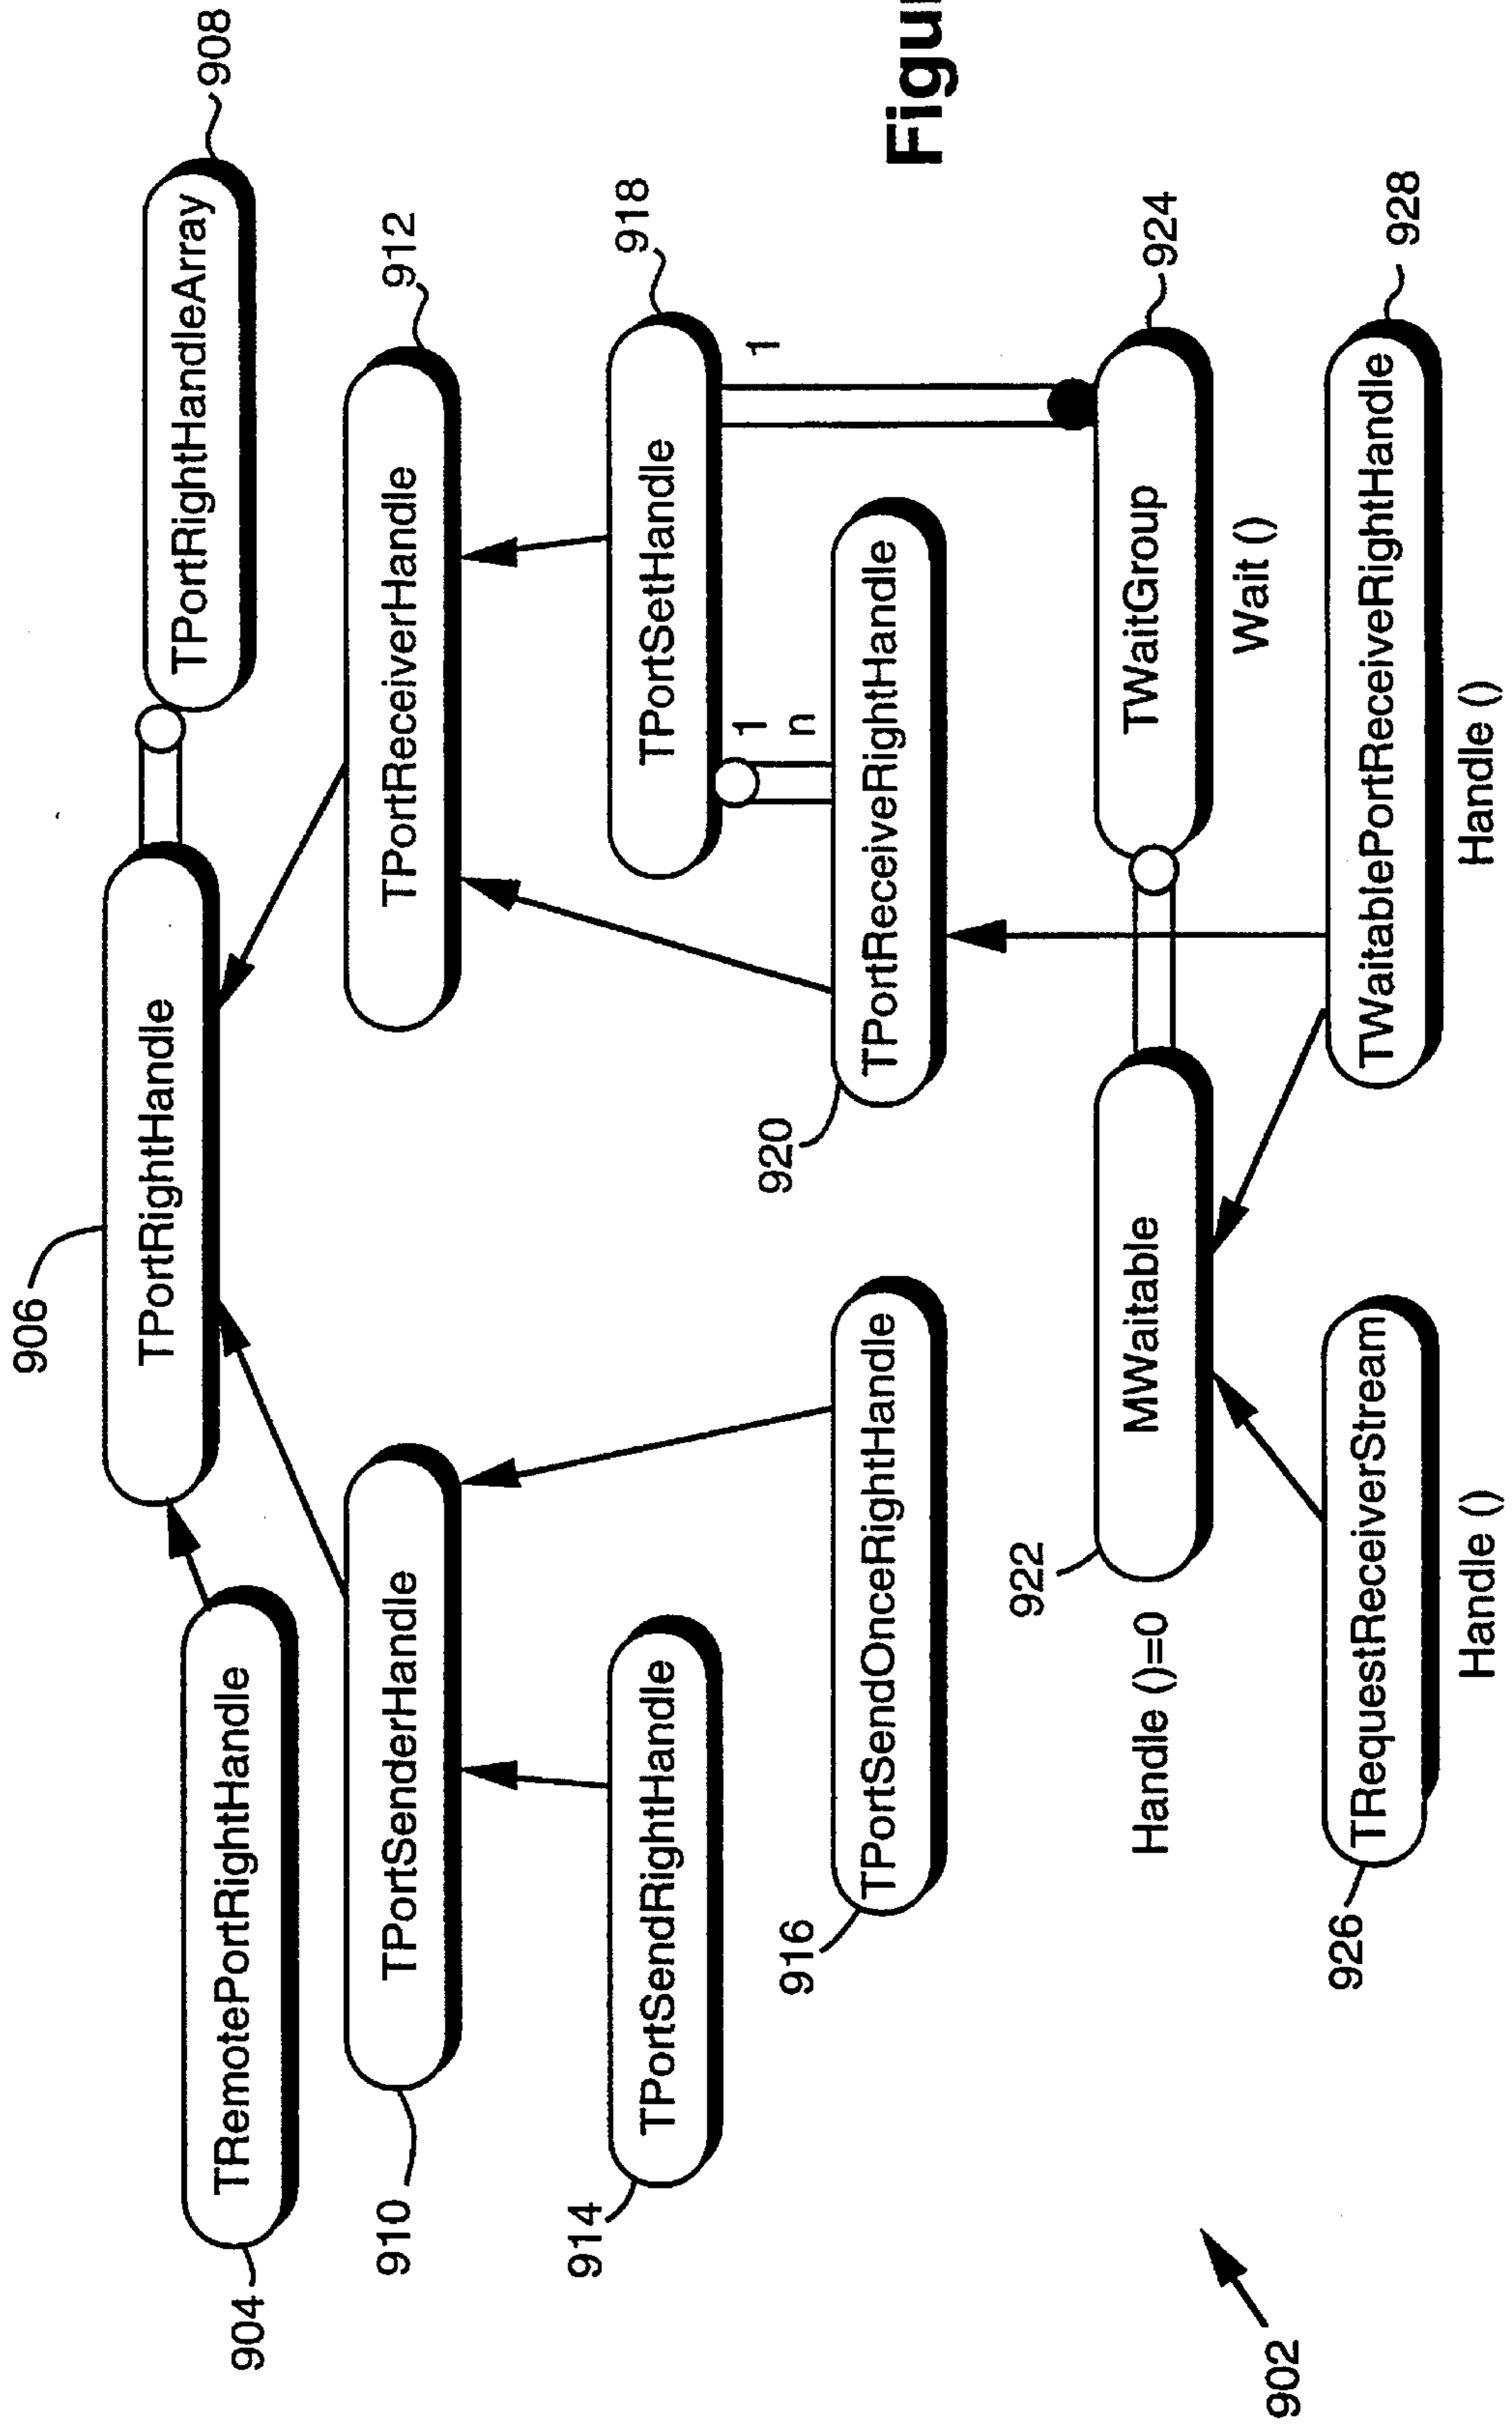 906
TPortRightHandle
TPortRightHandleArray
908
TRemotePortRightHandle
904
TPortSenderHandle
910
TPortReceiverHandle
912
TPortSendRightHandle
914
TPortSetHandle
918
1
n
1
TPortSendOnceRightHandle
916
TPortReceiveRightHandle
920
922
MWaitable
Handle ()=0
TWaitGroup
924
Wait ()
TRequestReceiverStream
926
Handle ()
TWaitablePortReceiveRightHandle
928
Handle ()
902